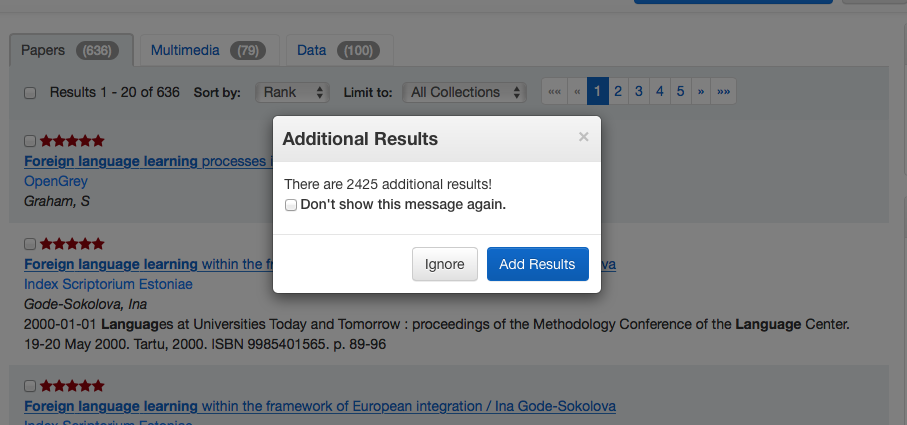 Papers (636) Multimedia (79) Data (100)
Results 1 - 20 of 636 Sort by: Rank Limit to: All Collections «« « 1 2 3 4 5 » »»
Additional Results ×
There are 2425 additional results!
Don't show this message again.
Ignore Add Results
Foreign language learning processes
OpenGrey
Graham, S
Foreign language learning within the
Index Scriptorium Estoniae
Gode-Sokolova, Ina
2000-01-01 Languages at Universities Today and Tomorrow : proceedings of the Methodology Conference of the Language Center.
19-20 May 2000. Tartu, 2000. ISBN 9985401565. p. 89-96
Foreign language learning within the framework of European integration / Ina Gode-Sokolova
Index Scriptorium Estoniae